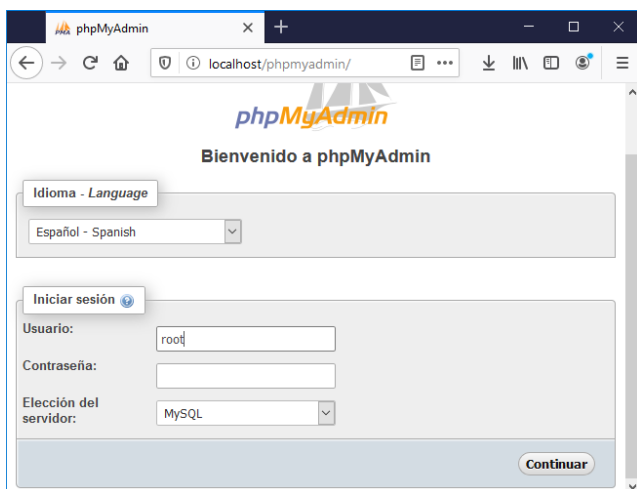 phpMyAdmin
localhost/phpmyadmin/
phpMyAdmin
Bienvenido a phpMyAdmin
Idioma - Language
Español - Spanish
Iniciar sesión
Usuario:
root
Contraseña:
Elección del
servidor:
MySQL
Continuar